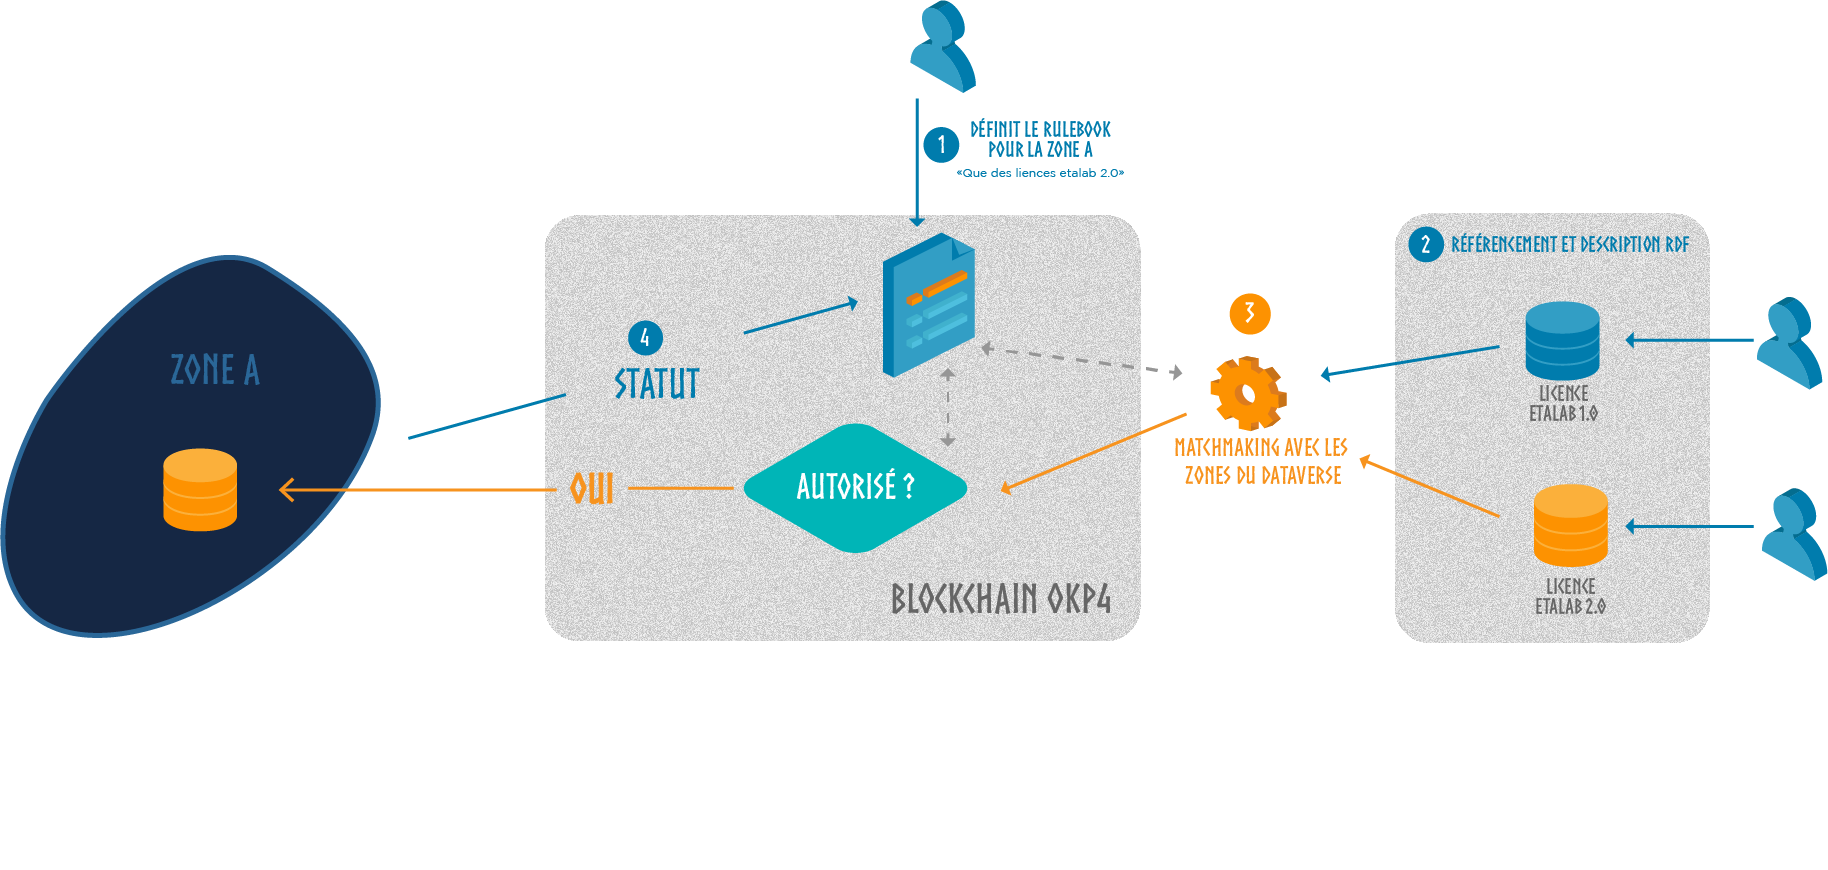 1
DÉFINIT LE RULEBOOK
POUR LA ZONE A
«Que des liences etalab 2.0»
2
RÉFÉRENCEMENT ET DESCRIPTION RDF
3
4
STATUT
ZONE A
LICENCE
ETALAB 1.0
MATCHMAKING AVEC LES
ZONES DU DATAVERSE
OUI
AUTORISÉ ?
BLOCKCHAIN OKP4
LICENCE
ETALAB 2.0